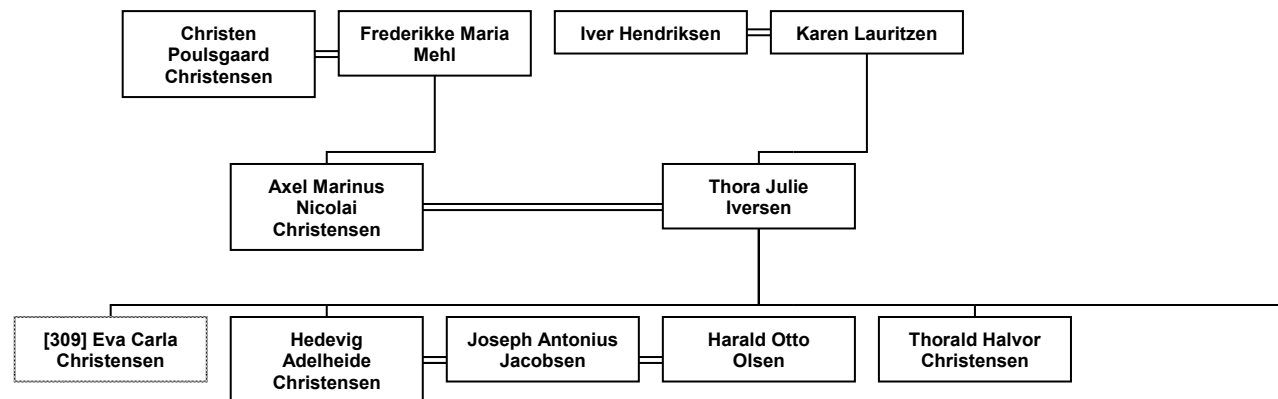 Christen
Poulsgaard
Christensen
Frederikke Maria
Mehl
Iver Hendriksen
Karen Lauritzen
Axel Marinus
Nicolai
Christensen
Thora Julie
Iversen
[309] Eva Carla
Christensen
Hedevig
Adelheide
Christensen
Joseph Antonius
Jacobsen
Harald Otto
Olsen
Thorald Halvor
Christensen